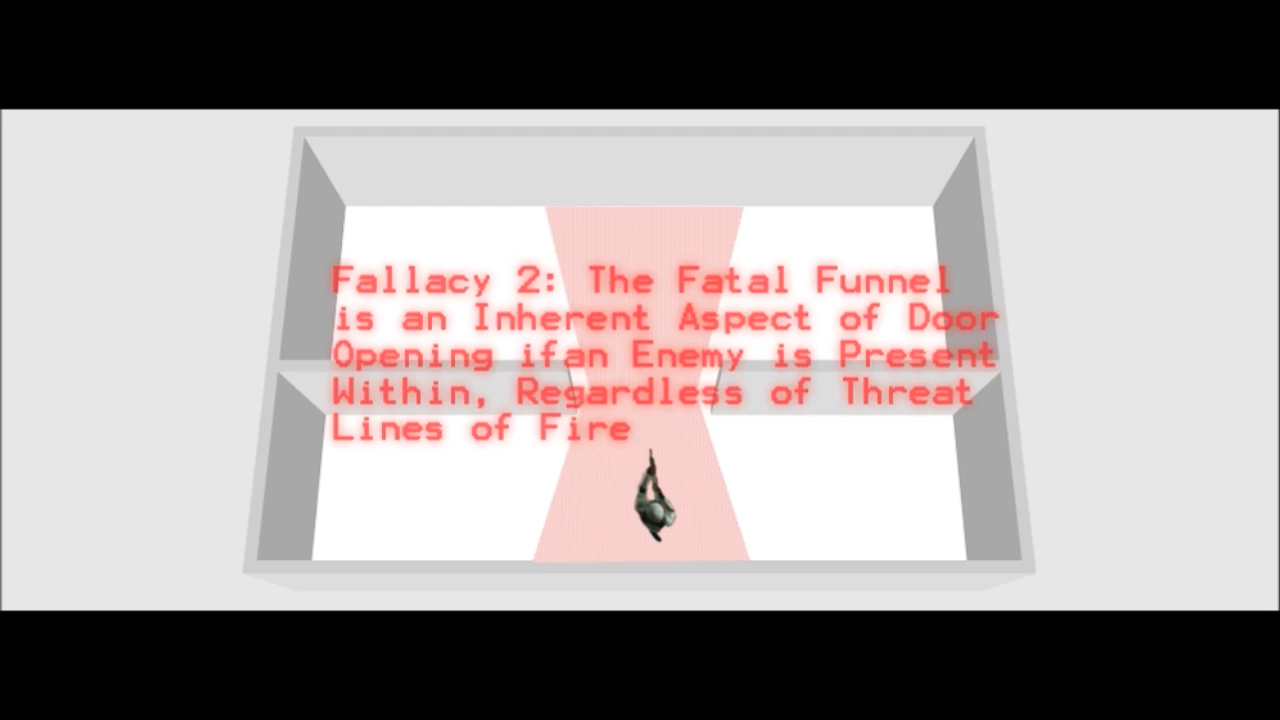 Fallacy 2: The Fatal Funnel
is an Inherent Aspect of Door
Opening ifan Enemy is Present
Within, Regardless of Threat
Lines of Fire